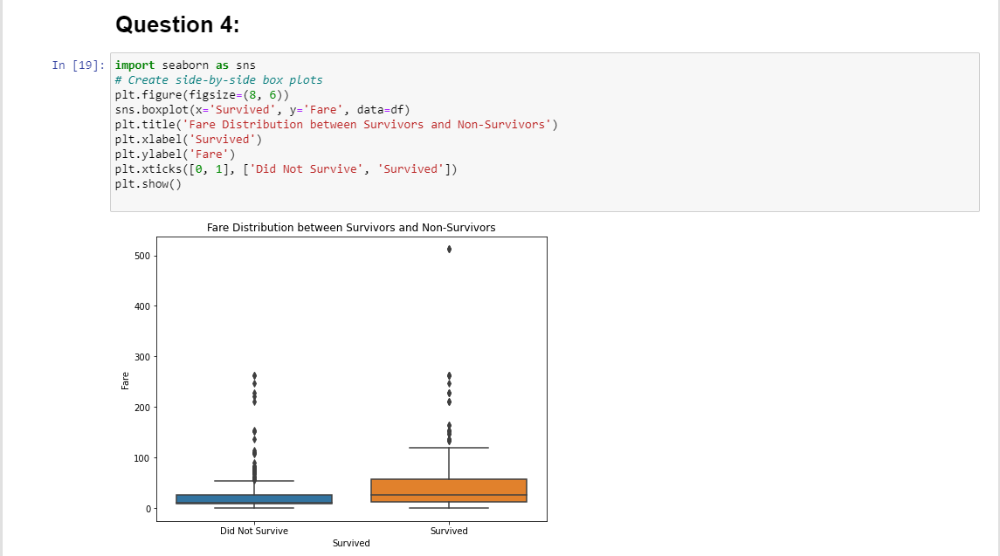 Question 4:
In [19]:
import seaborn as sns
# Create side-by-side box plots
plt.figure(figsize=(8, 6))
sns.boxplot(x='Survived', y='Fare', data=df)
plt.title('Fare Distribution between Survivors and Non-Survivors')
plt.xlabel('Survived')
plt.ylabel('Fare')
plt.xticks([0, 1], ['Did Not Survive', 'Survived'])
plt.show()
Fare Distribution between Survivors and Non-Survivors
500
400
300
Fare
200
100
0
Did Not Survive Survived
Survived